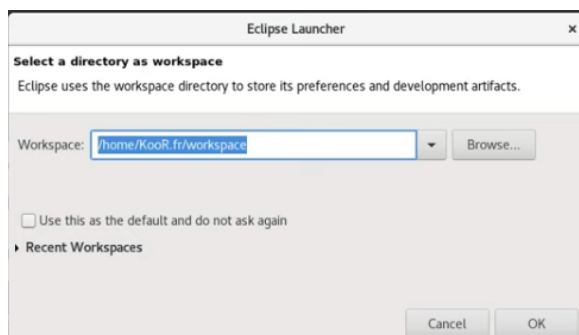 Eclipse Launcher
Select a directory as workspace
Eclipse uses the workspace directory to store its preferences and development artifacts.
Workspace: /home/KooR.fr/workspace Browse...
Use this as the default and do not ask again
Recent Workspaces
Cancel OK